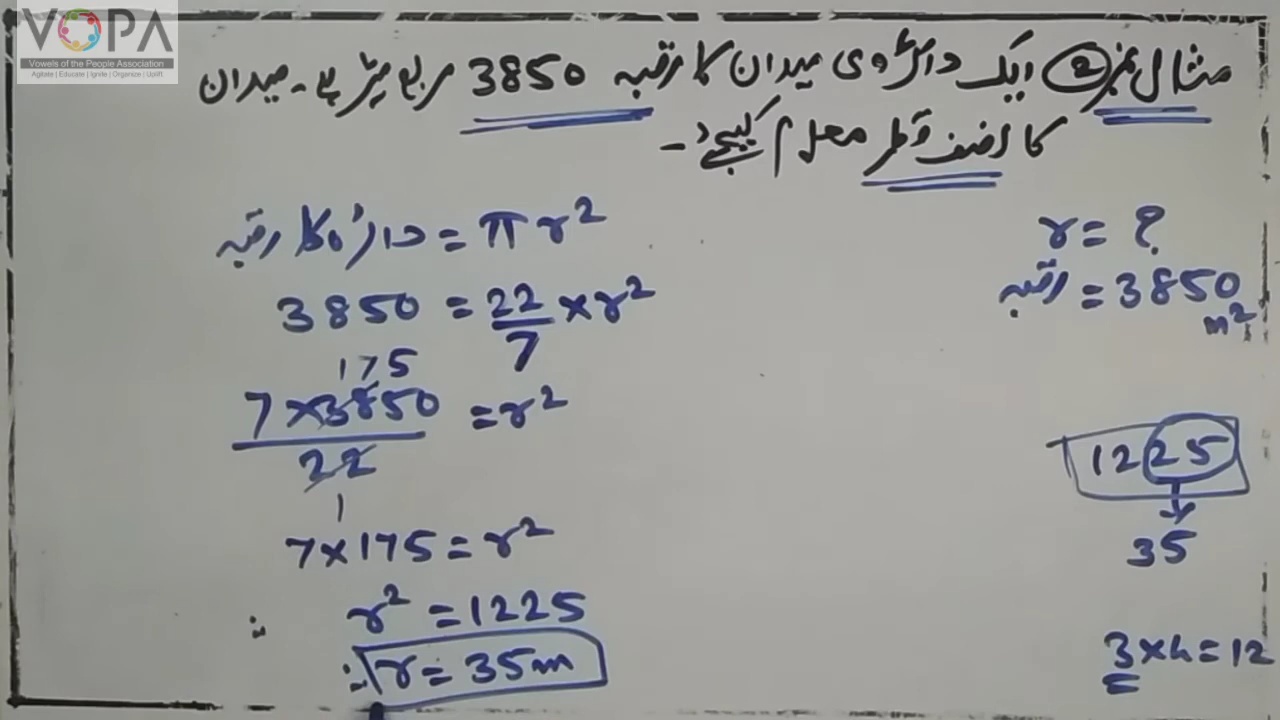 VOPA
Vowels of the People Association
Agitate | Educate | Ignite | Organize | Uplift
مثال نمبر ② ایک دائروی میدان کا رقبہ 3850 مربع میٹر ہے۔ میدان
کا نصف قطر معلوم کیجیے۔
دائرہ کا رقبہ = πr²
3850 = 22/7 × r²
175
7×3850/22 = r²
1
7×175 = r²
∴ r² = 1225
∴ r = 35m
r = ?
رقبہ = 3850 m²
1225
35
3×4=12